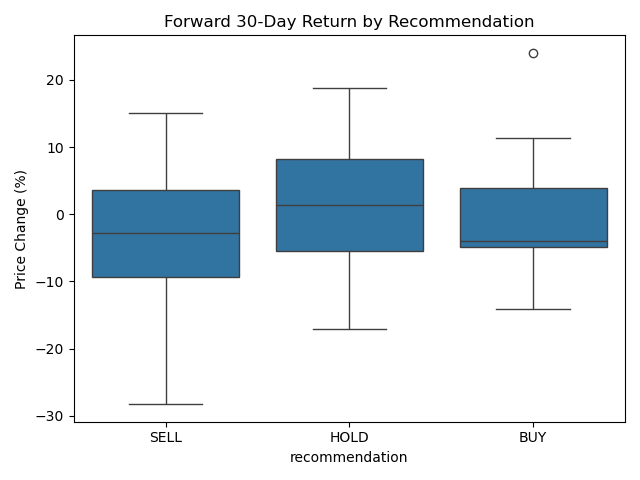 Forward 30-Day Return by Recommendation
Price Change (%)
20
10
0
−10
−20
−30
SELL HOLD BUY
recommendation